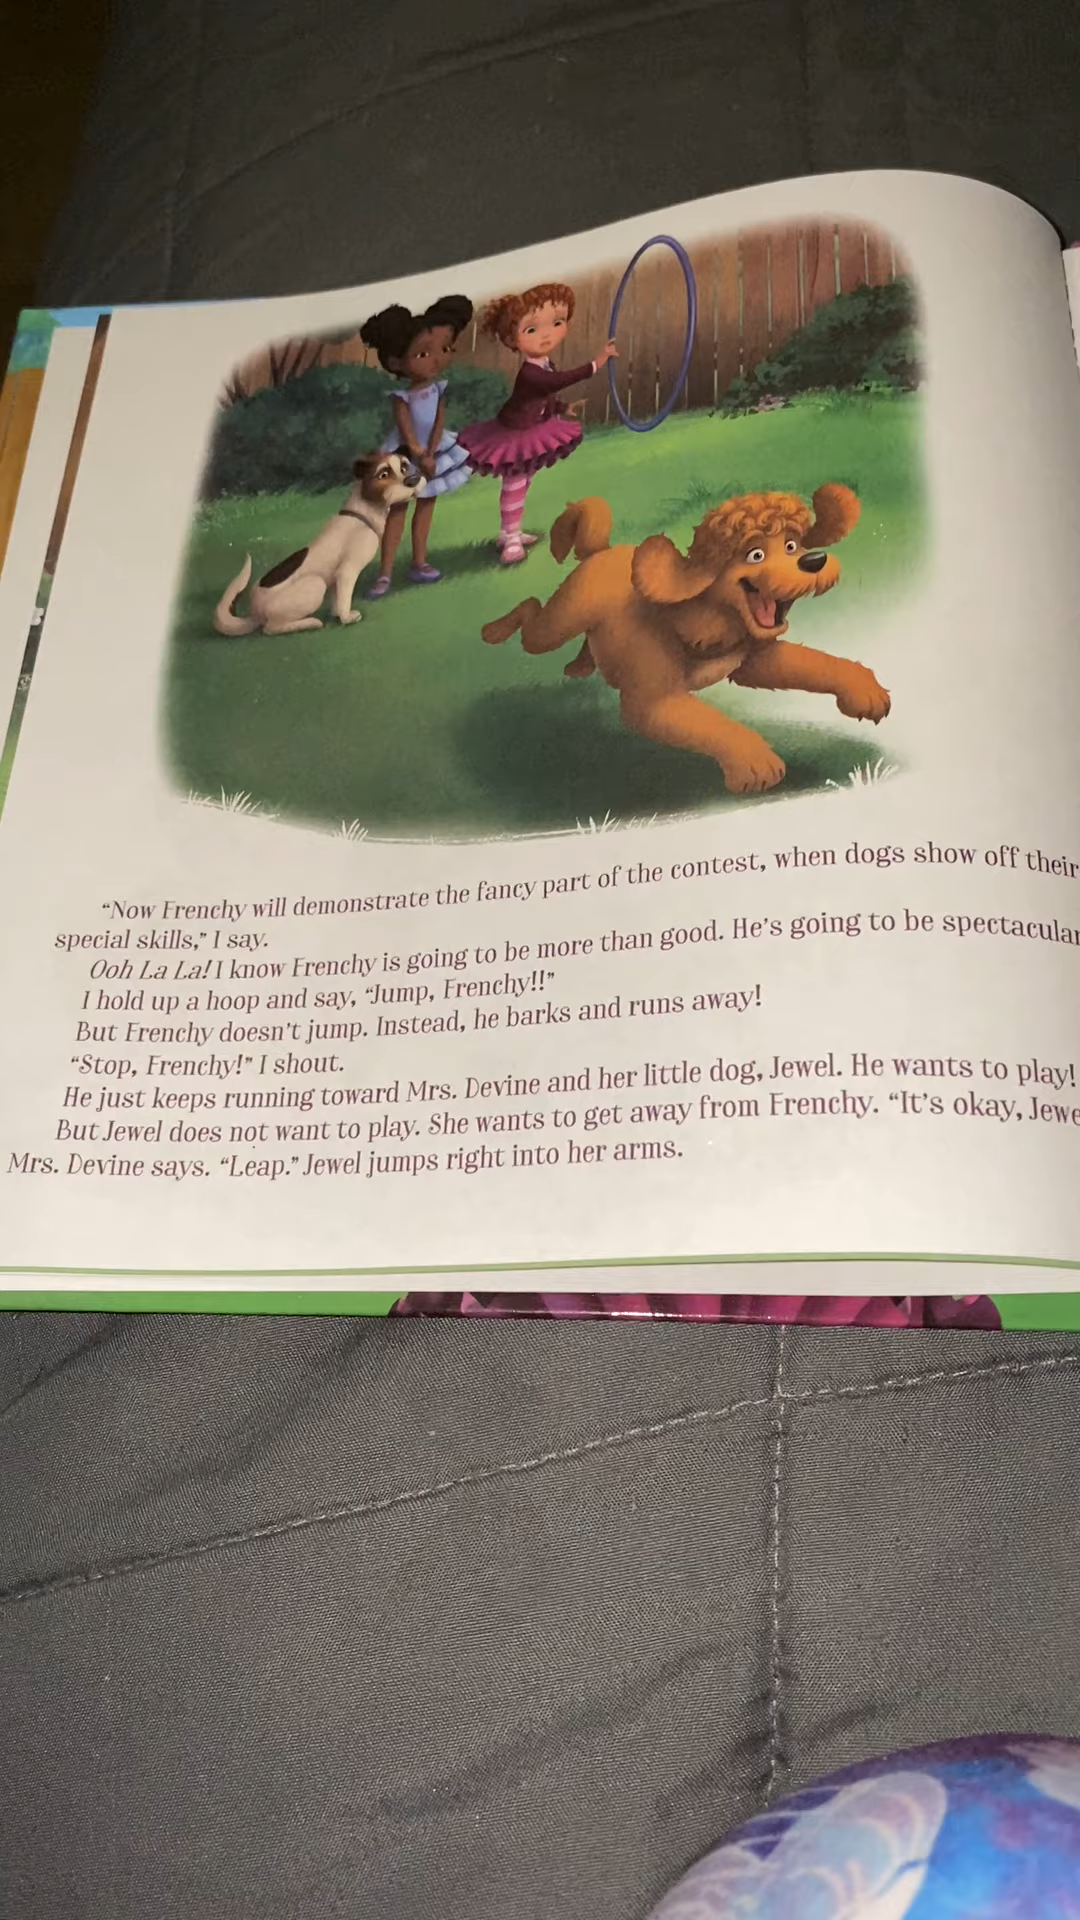 “Now Frenchy will demonstrate the fancy part of the contest, when dogs show off their
special skills,” I say.
Ooh La La! I know Frenchy is going to be more than good. He’s going to be spectacular
I hold up a hoop and say, “Jump, Frenchy!!”
But Frenchy doesn’t jump. Instead, he barks and runs away!
“Stop, Frenchy!” I shout.
He just keeps running toward Mrs. Devine and her little dog, Jewel. He wants to play!
But Jewel does not want to play. She wants to get away from Frenchy. “It’s okay, Jewe
Mrs. Devine says. “Leap.” Jewel jumps right into her arms.